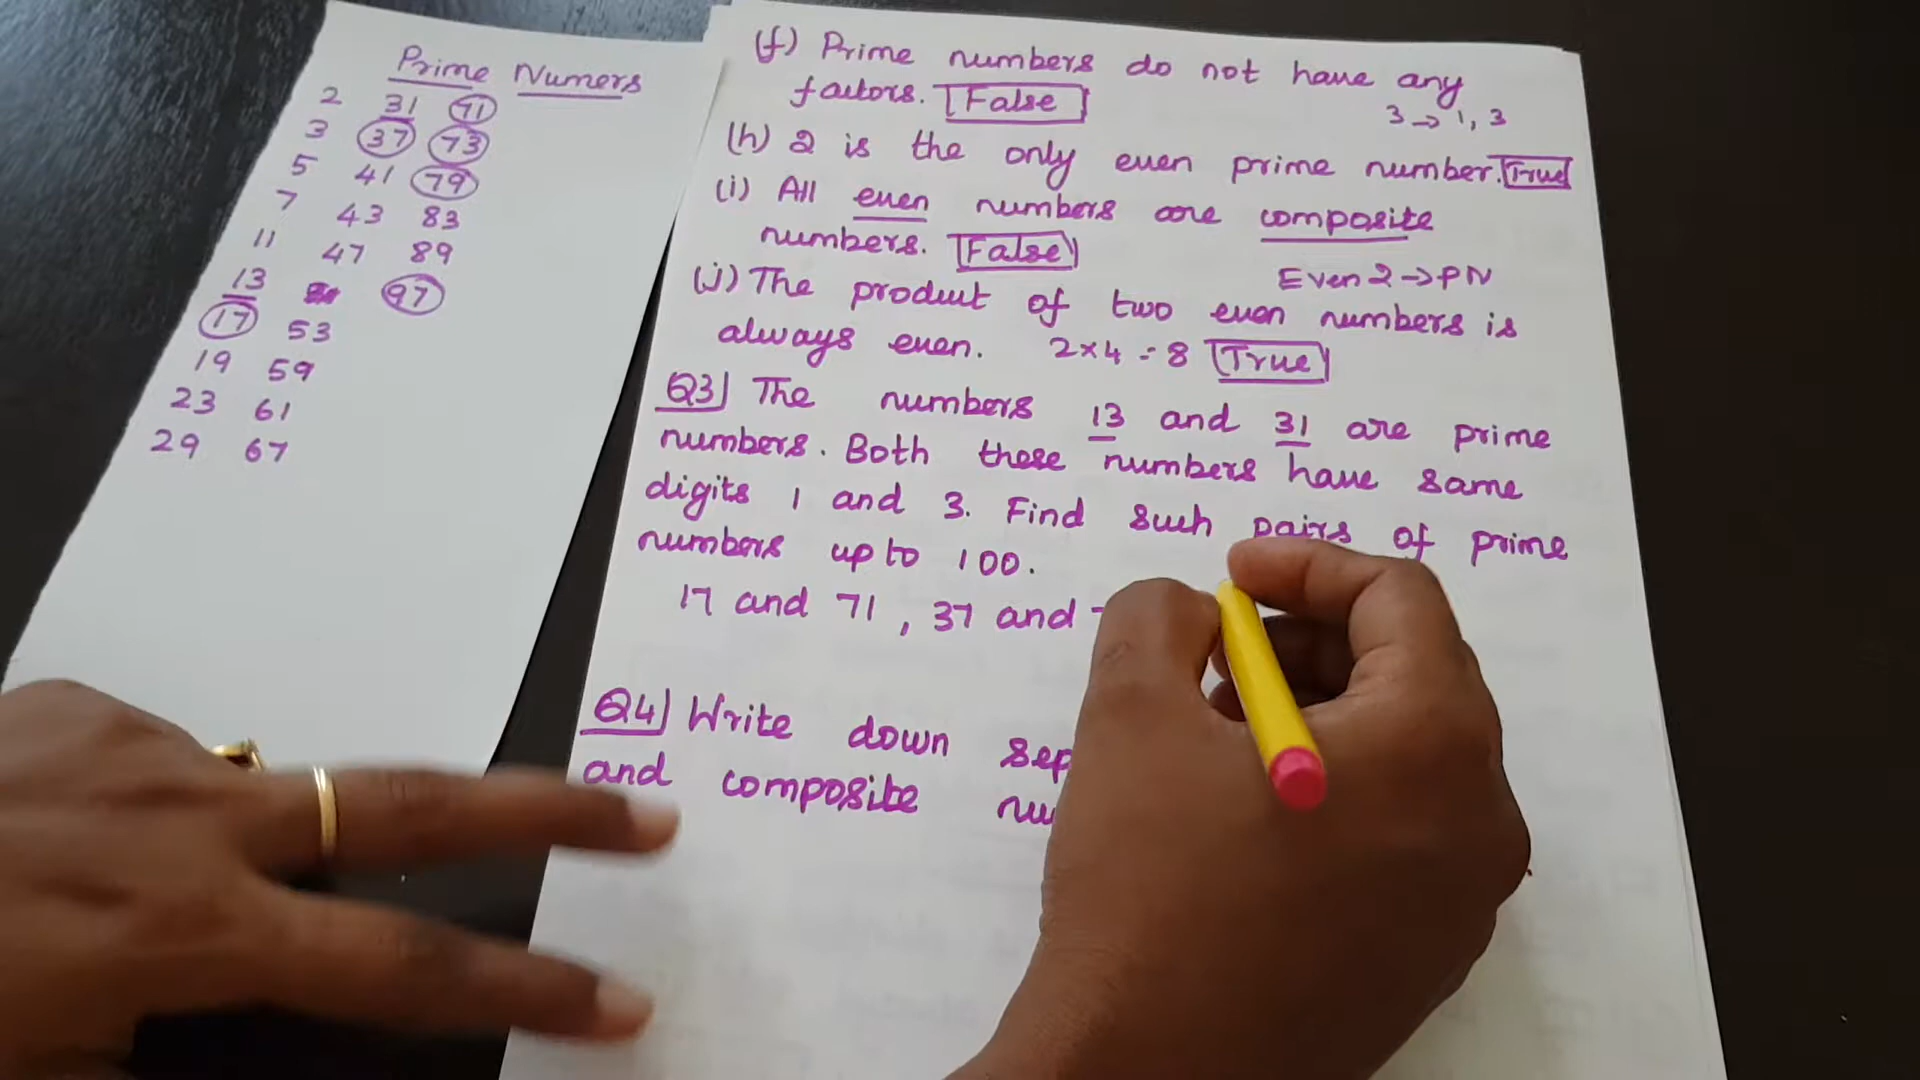 Prime Numers
2 31 71
3 37 73
5 41 79
7 43 83
11 47 89
13 97
17 53
19 59
23 61
29 67
(f) Prime numbers do not have any
factors. False
3 → 1, 3
(h) 2 is the only even prime number. True
(i) All even numbers are composite
numbers. False
Even 2 → PN
(j) The product of two even numbers is
always even. 2×4 = 8 True
Q3] The numbers 13 and 31 are prime
numbers. Both these numbers have same
digits 1 and 3. Find such pairs of prime
numbers up to 100.
17 and 71, 37 and
Q4] Write down
and composite